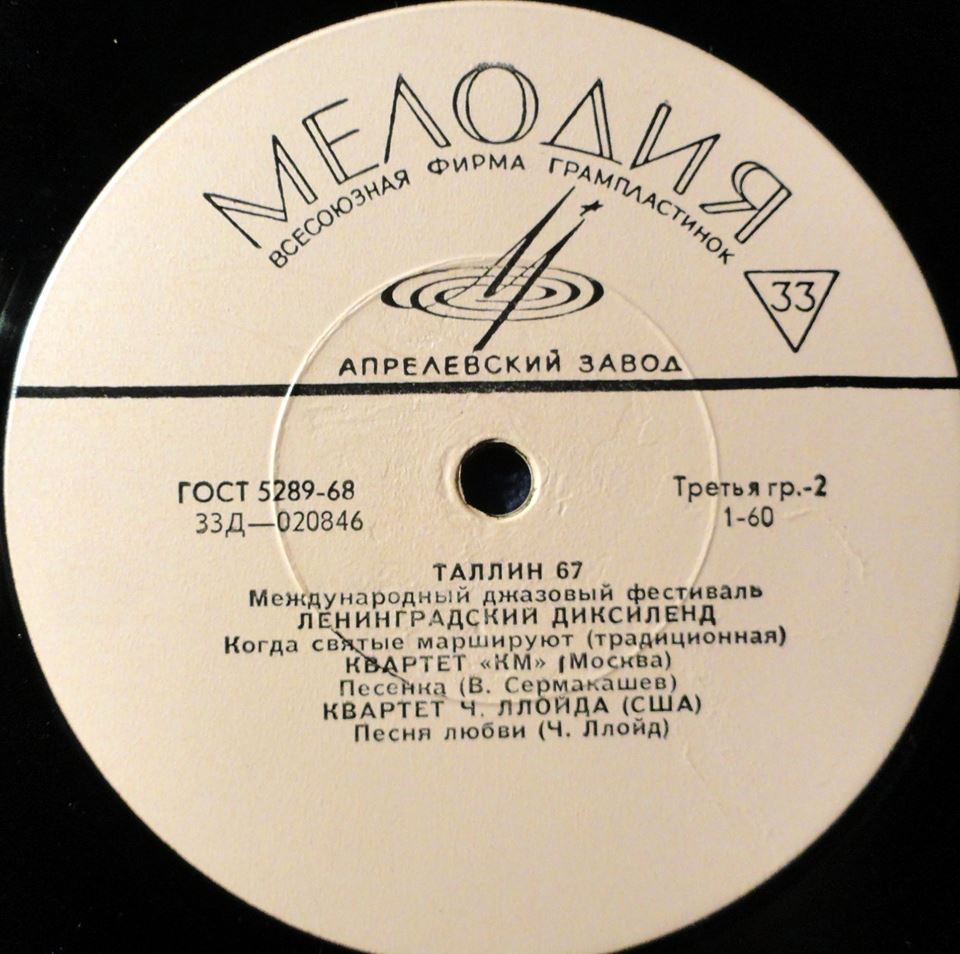 МЕЛОДИЯ
ВСЕСОЮЗНАЯ ФИРМА ГРАМПЛАСТИНОК
33
АПРЕЛЕВСКИЙ ЗАВОД
ГОСТ 5289-68
Третья гр.-2
33Д—020846
1-60
ТАЛЛИН 67
Международный джазовый фестиваль
ЛЕНИНГРАДСКИЙ ДИКСИЛЕНД
Когда святые маршируют (традиционная)
КВАРТЕТ «КМ» (Москва)
Песенка (В. Сермакашев)
КВАРТЕТ Ч. ЛЛОЙДА (США)
Песня любви (Ч. Ллойд)